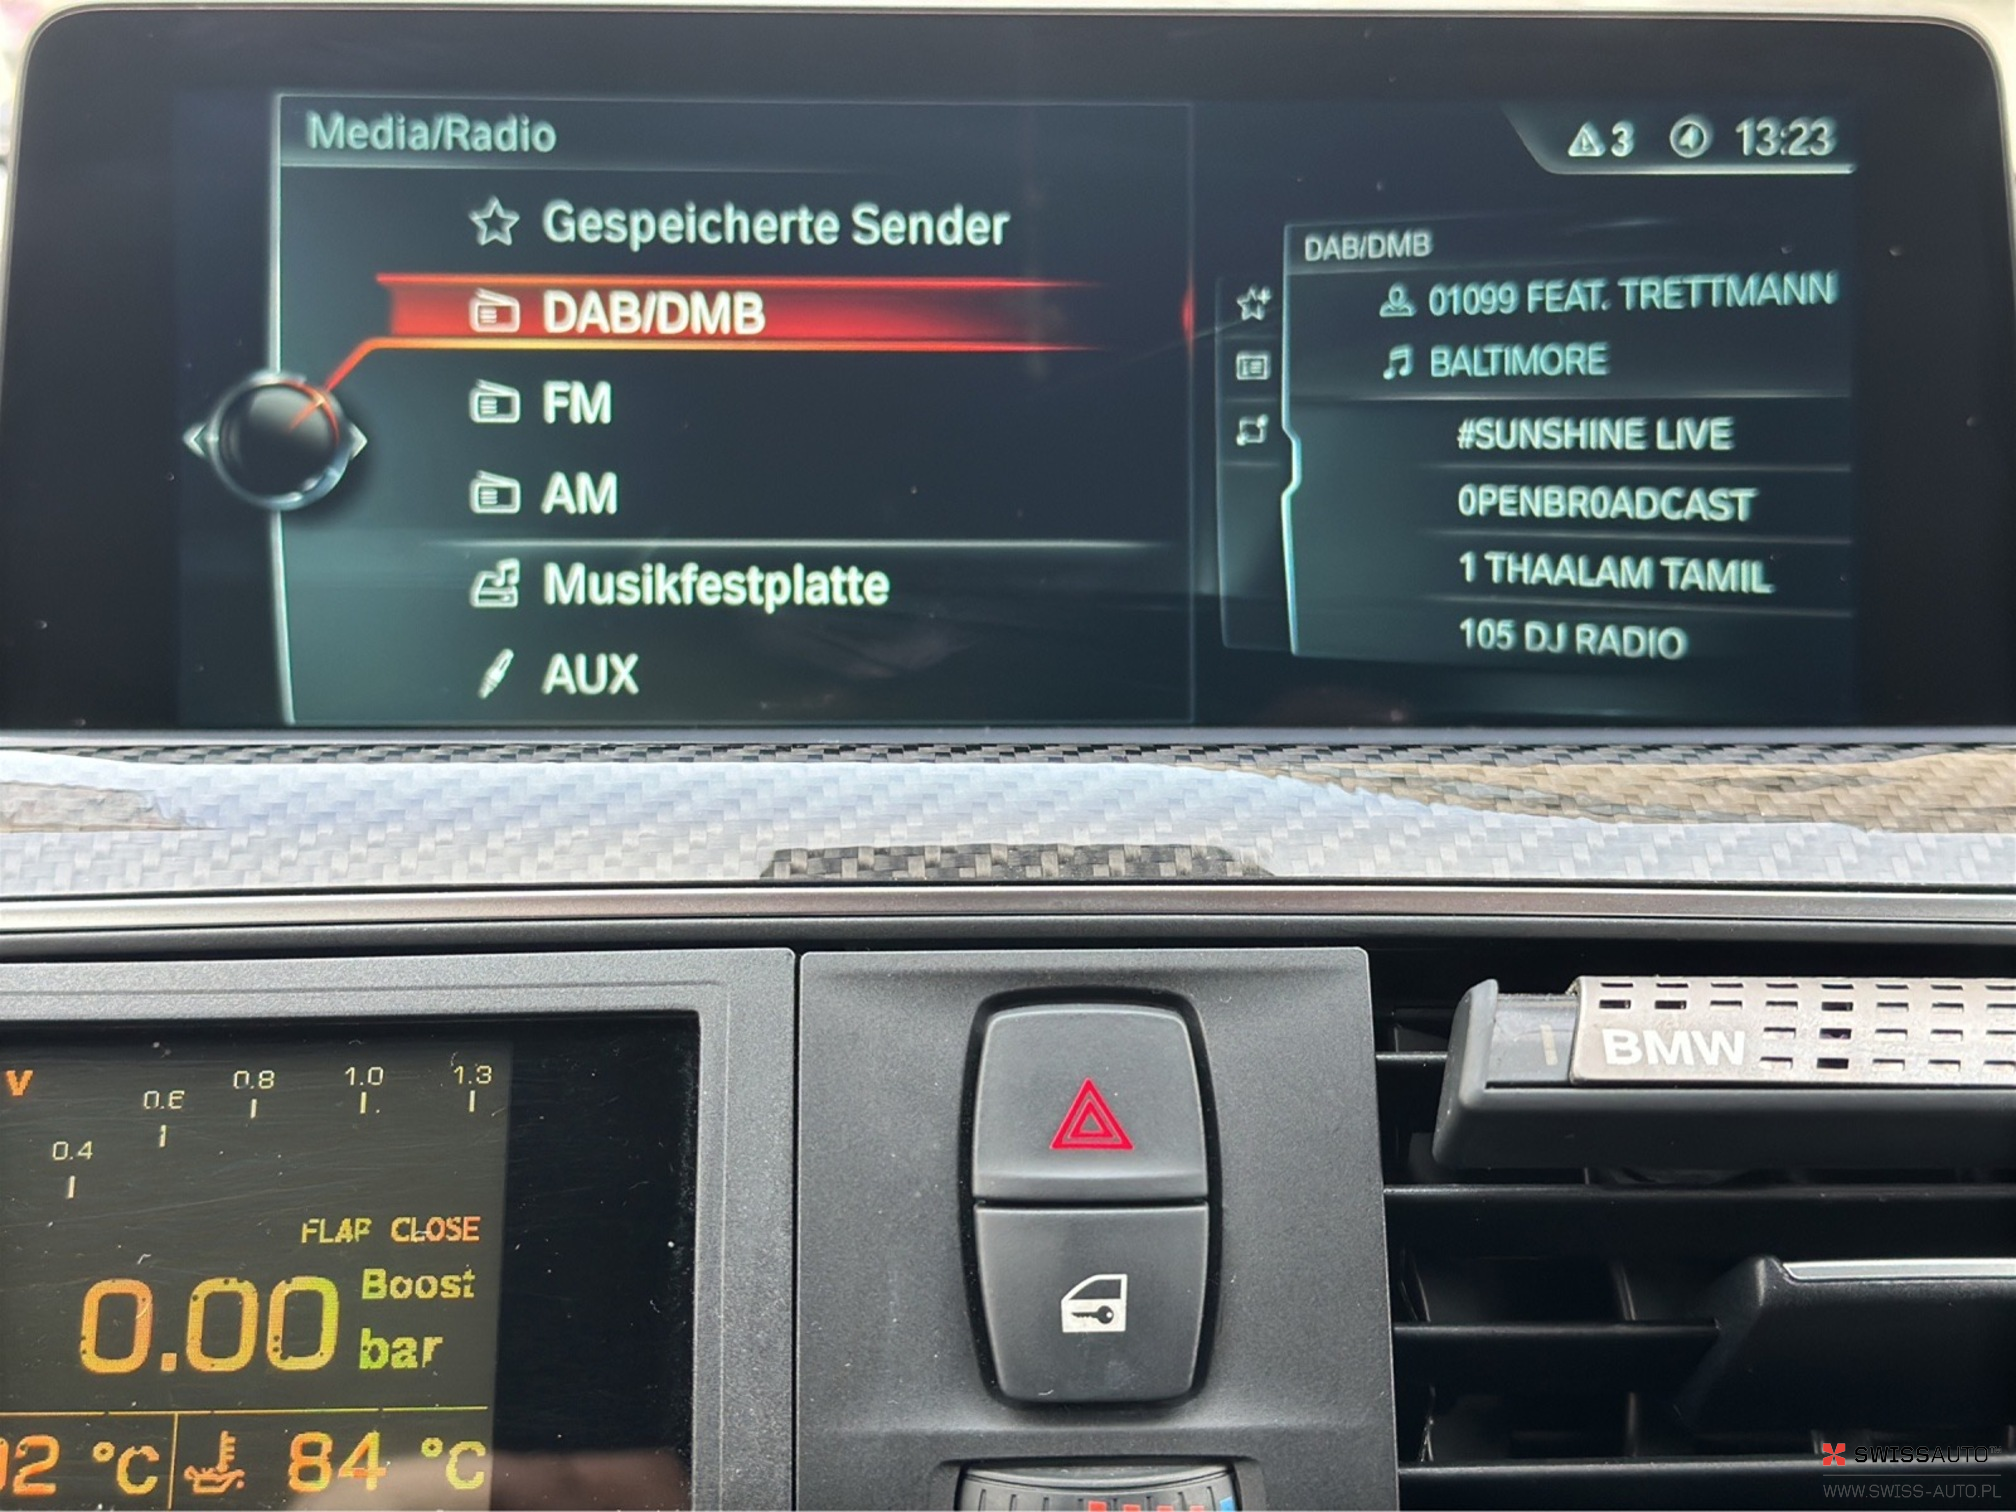 Media/Radio
3 13:23
Gespeicherte Sender
DAB/DMB
FM
AM
Musikfestplatte
AUX
DAB/DMB
01099 FEAT. TRETTMANN
BALTIMORE
#SUNSHINE LIVE
0PENBR0ADCAST
1 THAALAM TAMIL
105 DJ RADIO
BMW
V
0.4 0.6 0.8 1.0 1.3
FLAP CLOSE
0.00 Boost
bar
°C 84 °C
SWISSAUTO
WWW.SWISS-AUTO.PL